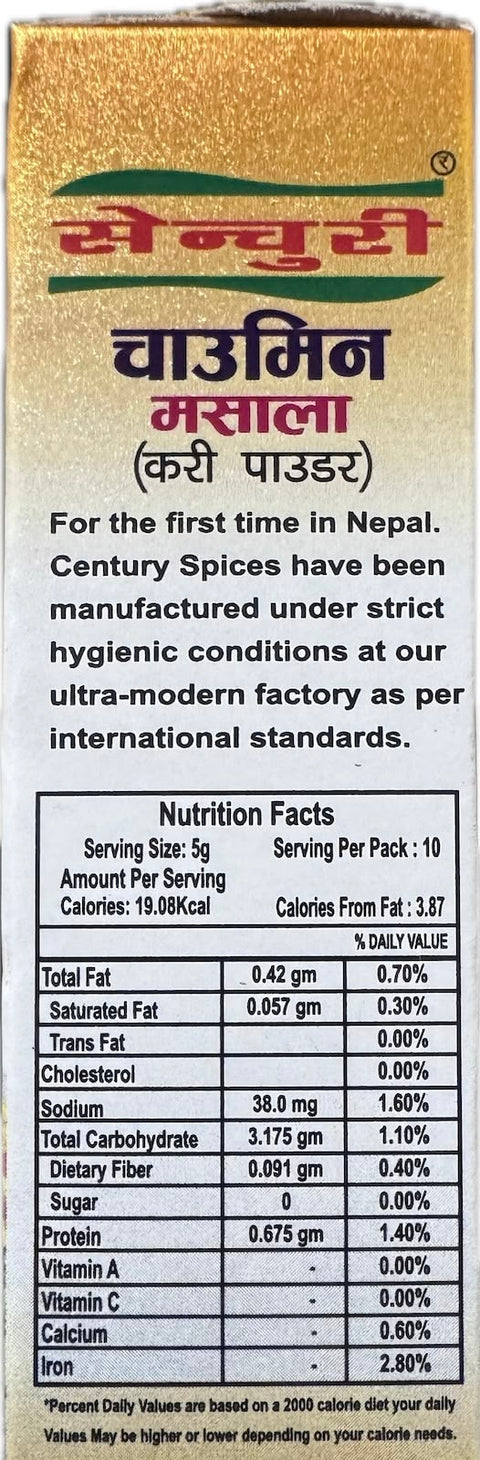 र
सेन्चुरी
चाउमिन
मसाला
(करी पाउडर)
For the first time in Nepal.
Century Spices have been
manufactured under strict
hygienic conditions at our
ultra-modern factory as per
international standards.
Nutrition Facts
Serving Size: 5g Serving Per Pack : 10
Amount Per Serving
Calories: 19.08Kcal Calories From Fat : 3.87
% DAILY VALUE
Total Fat 0.42 gm 0.70%
Saturated Fat 0.057 gm 0.30%
Trans Fat 0.00%
Cholesterol 0.00%
Sodium 38.0 mg 1.60%
Total Carbohydrate 3.175 gm 1.10%
Dietary Fiber 0.091 gm 0.40%
Sugar 0 0.00%
Protein 0.675 gm 1.40%
Vitamin A - 0.00%
Vitamin C - 0.00%
Calcium - 0.60%
Iron - 2.80%
*Percent Daily Values are based on a 2000 calorie diet your daily
Values May be higher or lower depending on your calorie needs.